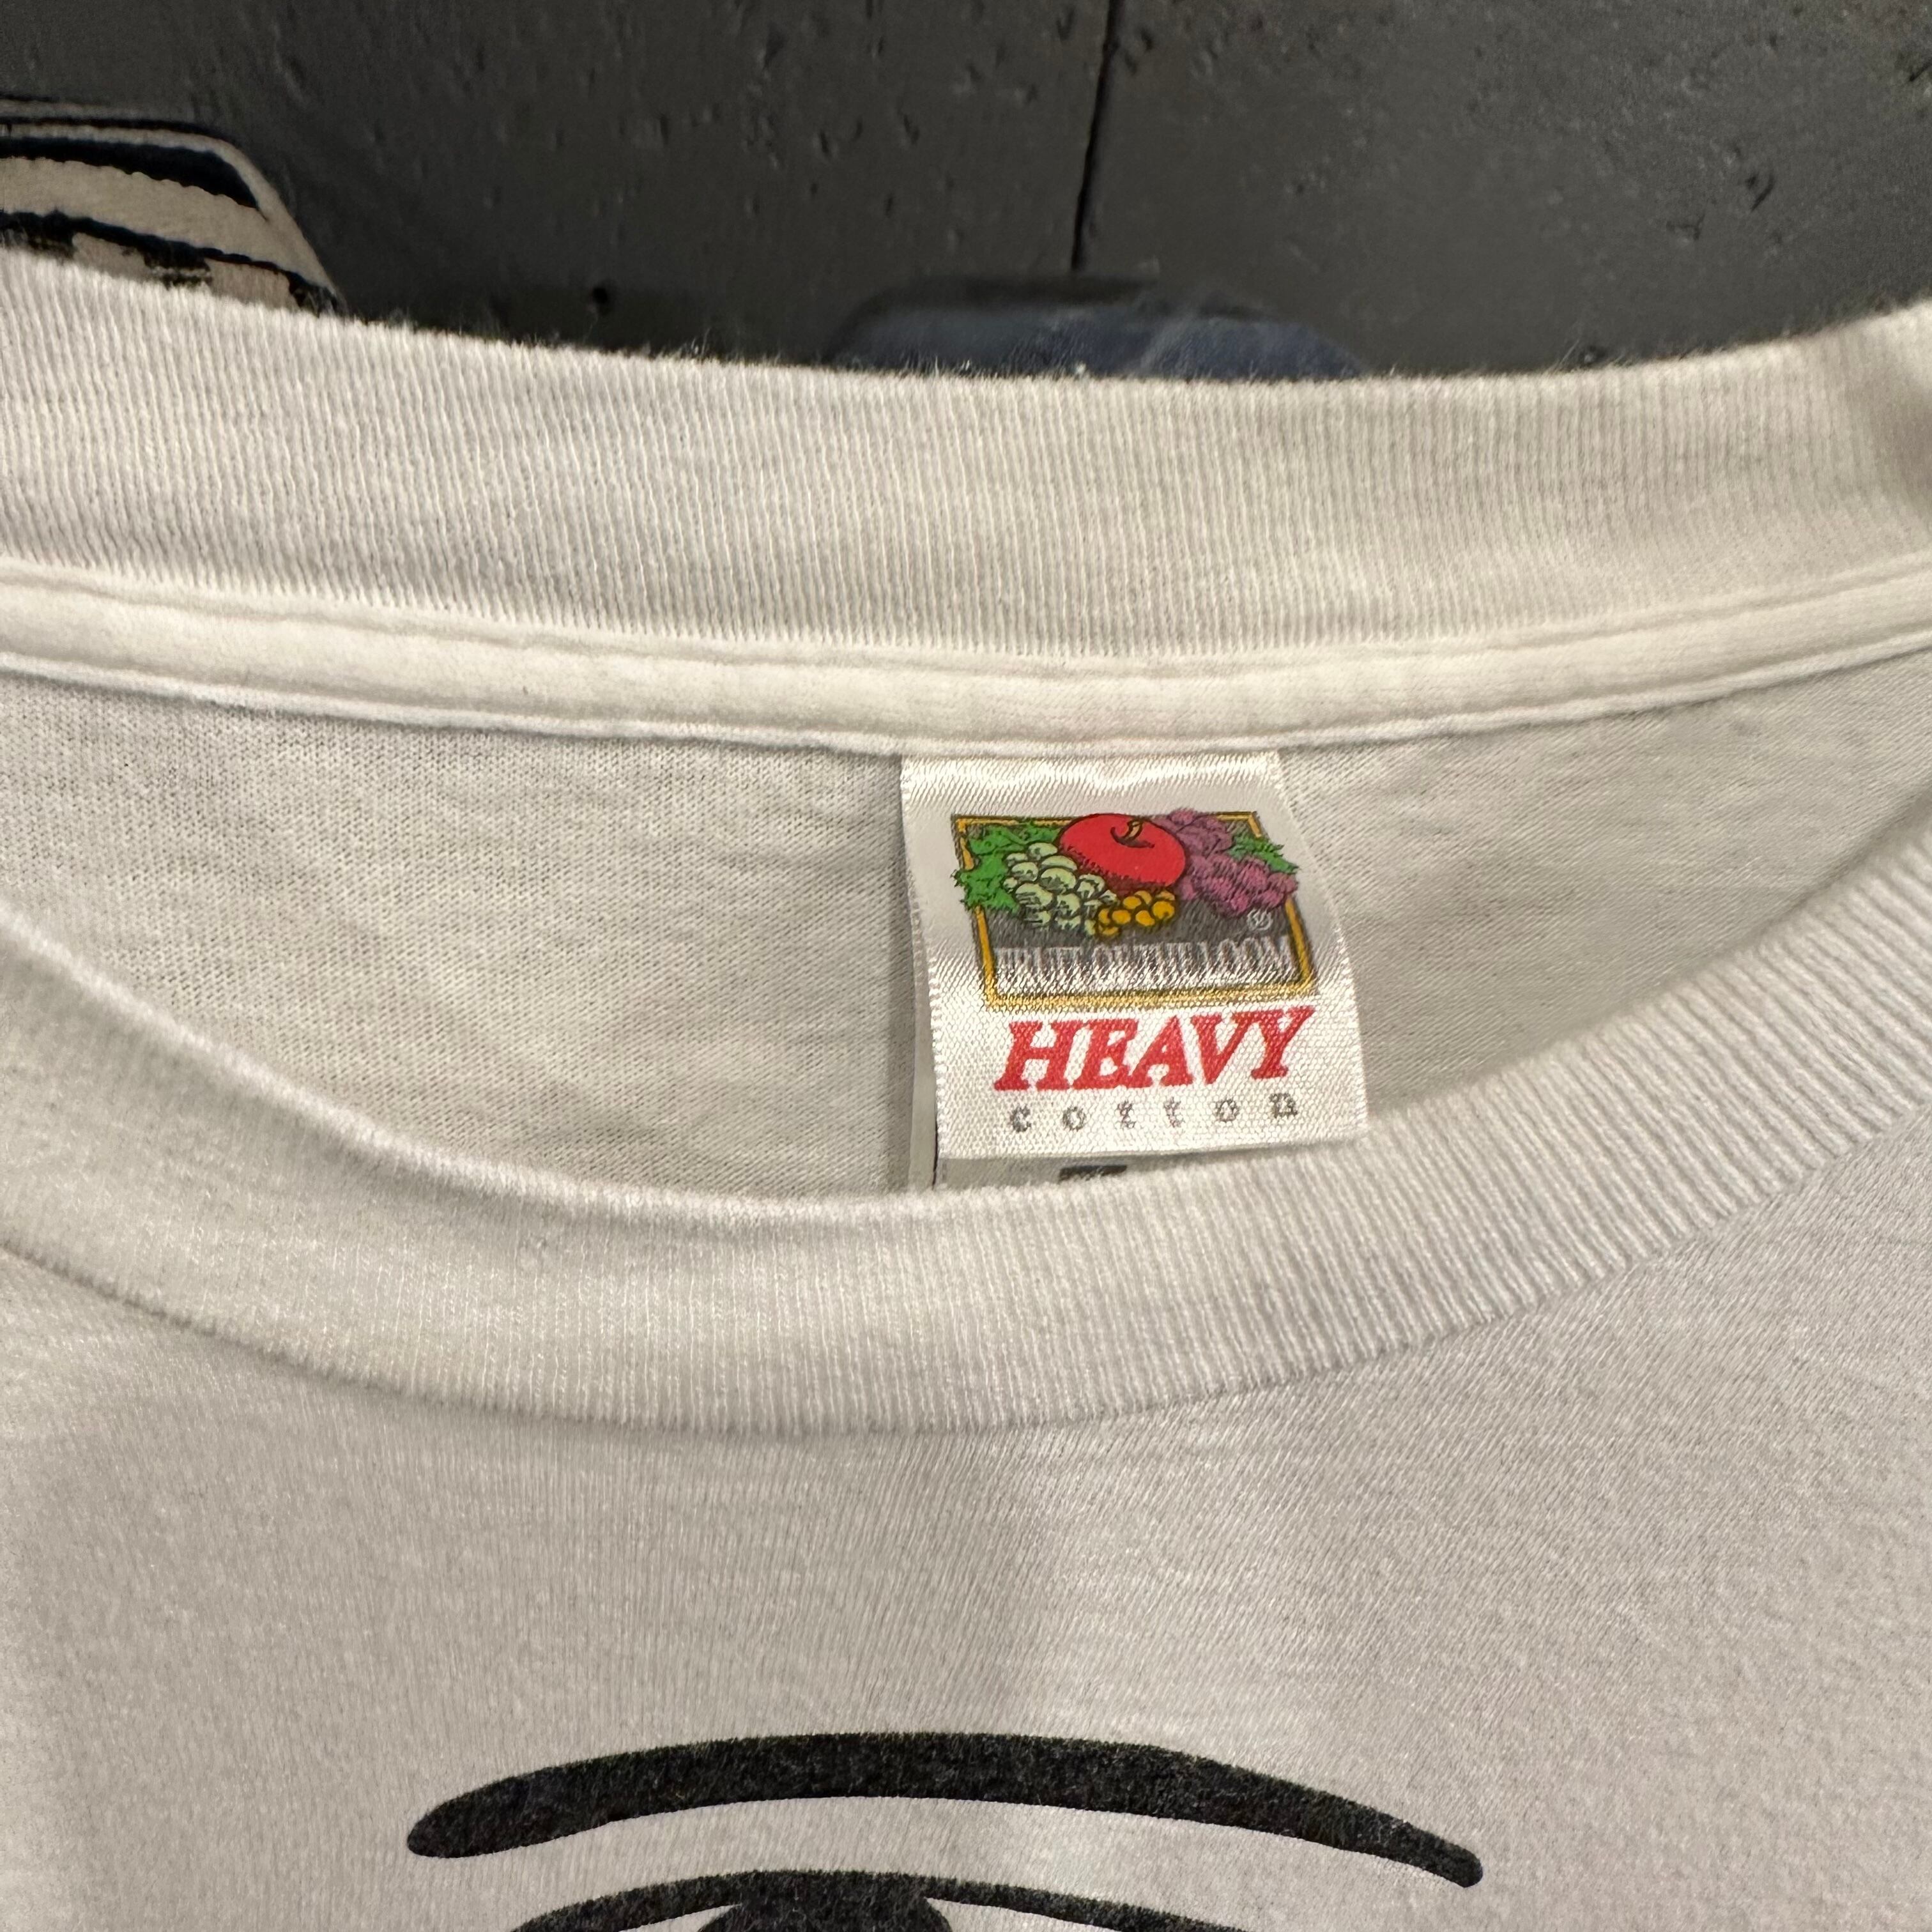 ®
FRUIT OF THE LOOM
HEAVY
cotton